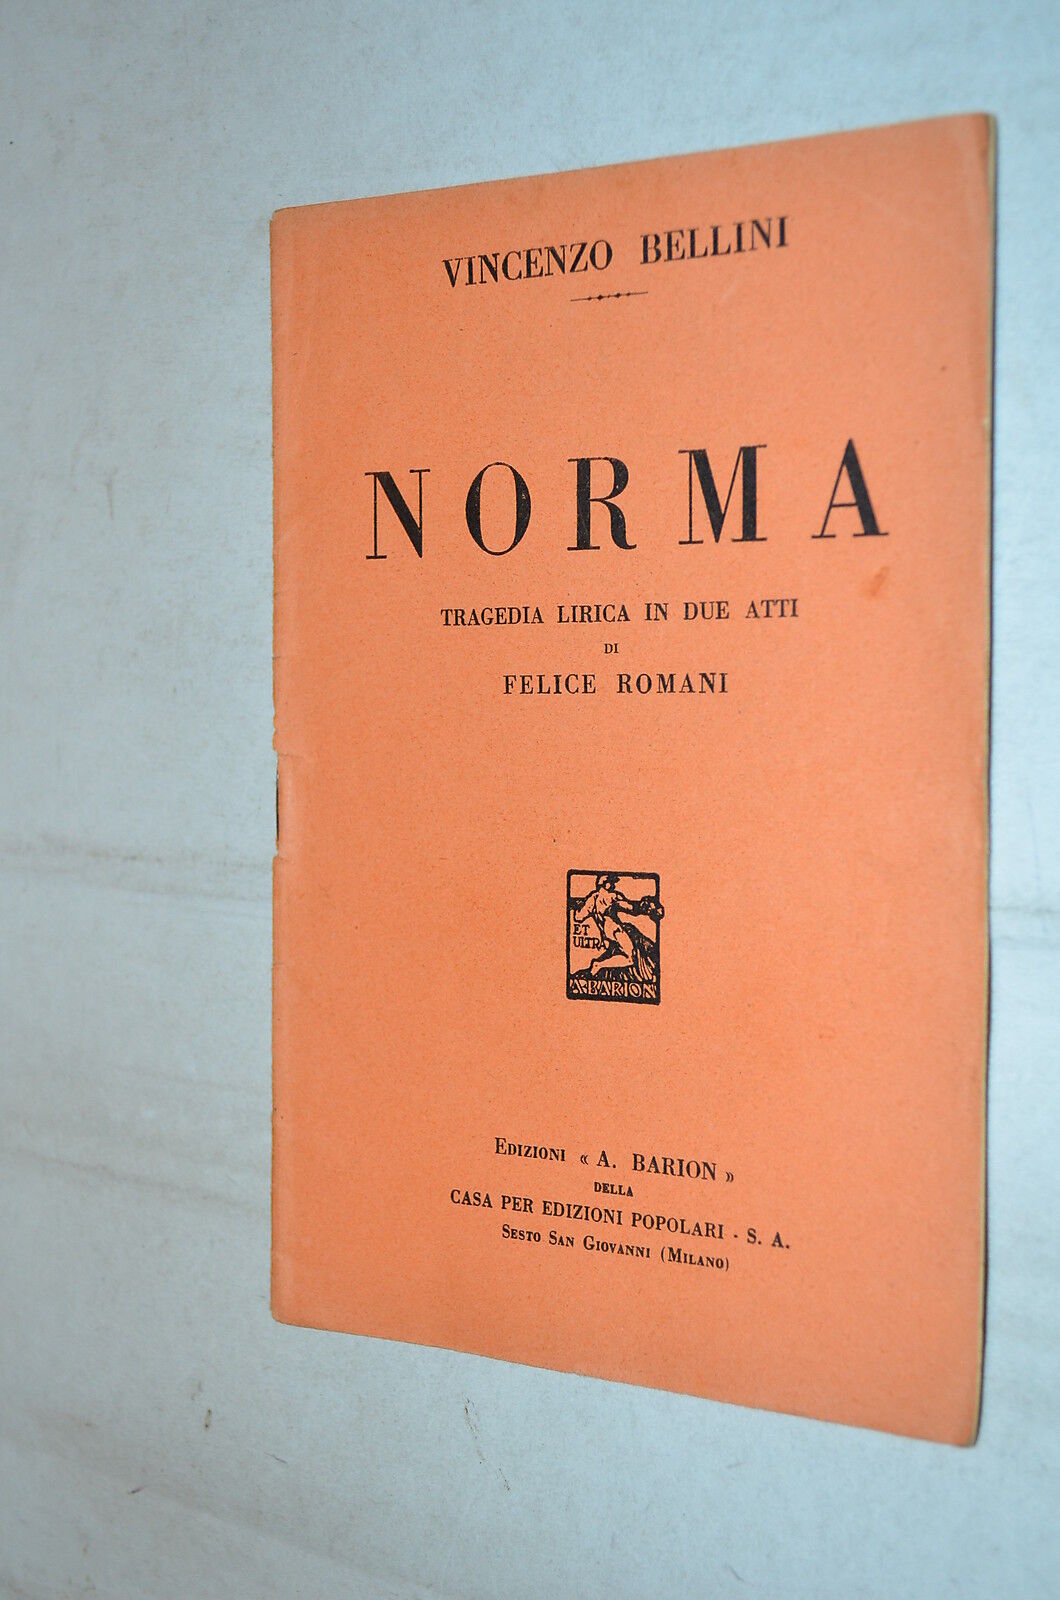 VINCENZO BELLINI
NORMA
TRAGEDIA LIRICA IN DUE ATTI
DI
FELICE ROMANI
ET
ULTRA
A·BARION
EDIZIONI « A. BARION »
DELLA
CASA PER EDIZIONI POPOLARI - S. A.
SESTO SAN GIOVANNI (MILANO)